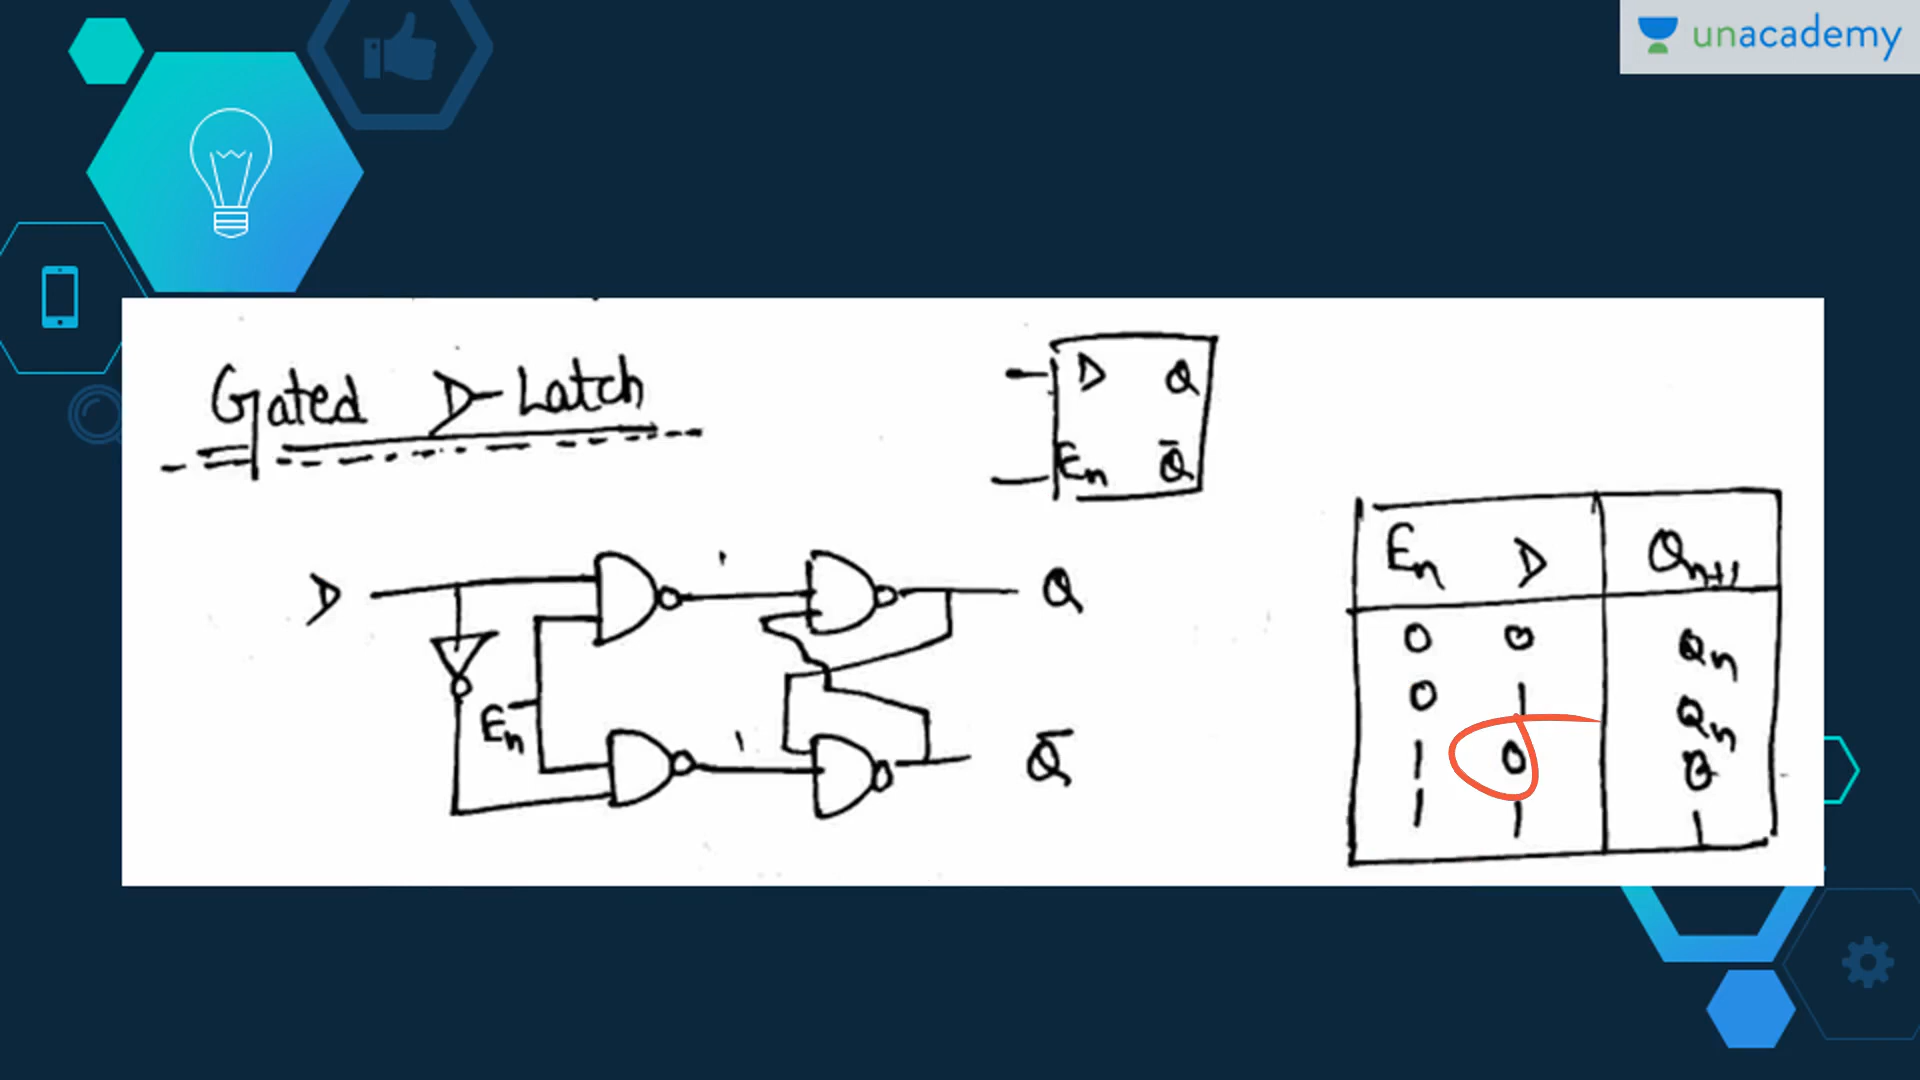 unacademy
Gated D-Latch
D Q
En Q̅
D Q
En
Q̅
En D Qn+1
0 0 Qn
0 1 Qn
1 0 0
1 1 1